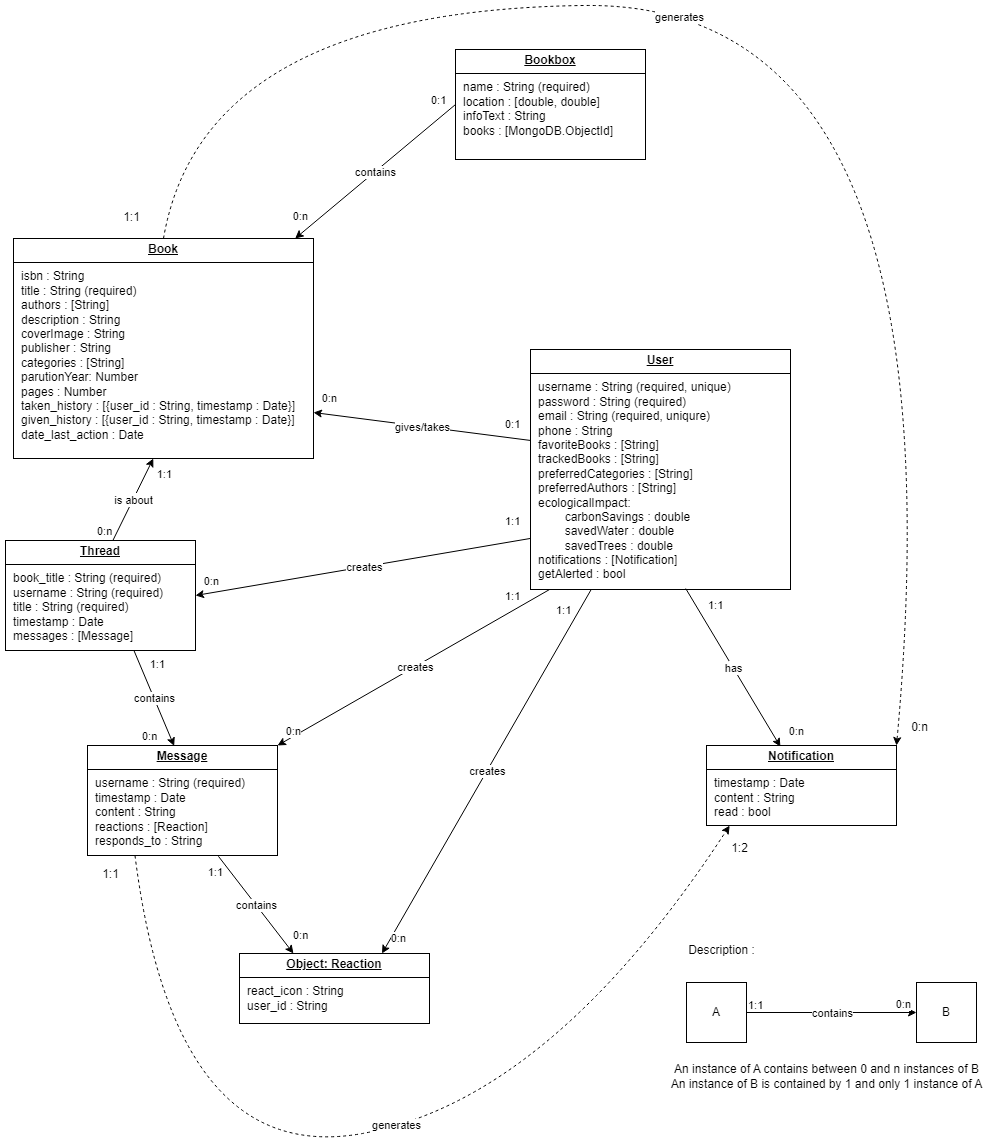 generates
Bookbox
name : String (required)
location : [double, double]
infoText : String
books : [MongoDB.ObjectId]
0:1
contains
0:n
1:1
Book
isbn : String
title : String (required)
authors : [String]
description : String
coverImage : String
publisher : String
categories : [String]
parutionYear: Number
pages : Number
taken_history : [{user_id : String, timestamp : Date}]
given_history : [{user_id : String, timestamp : Date}]
date_last_action : Date
User
username : String (required, unique)
password : String (required)
email : String (required, uniqure)
phone : String
favoriteBooks : [String]
trackedBooks : [String]
preferredCategories : [String]
preferredAuthors : [String]
ecologicalImpact:
carbonSavings : double
savedWater : double
savedTrees : double
notifications : [Notification]
getAlerted : bool
0:n
gives/takes
0:1
1:1
is about
0:n
Thread
book_title : String (required)
username : String (required)
title : String (required)
timestamp : Date
messages : [Message]
1:1
creates
0:n
1:1
contains
0:n
1:1
creates
0:n
1:1
creates
0:n
1:1
has
0:n
0:n
Message
username : String (required)
timestamp : Date
content : String
reactions : [Reaction]
responds_to : String
Notification
timestamp : Date
content : String
read : bool
1:2
1:1
1:1
contains
0:n
Object: Reaction
react_icon : String
user_id : String
generates
Description :
A
1:1
contains
0:n
B
An instance of A contains between 0 and n instances of B
An instance of B is contained by 1 and only 1 instance of A